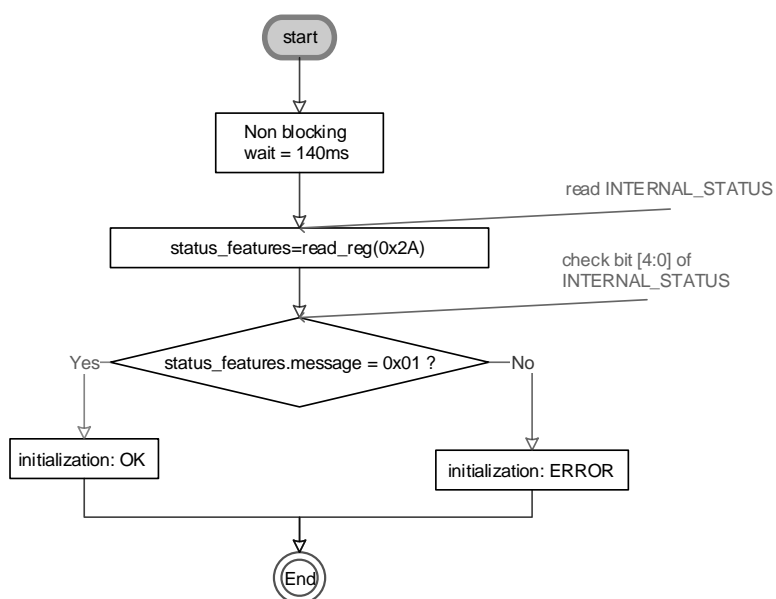 start
Non blocking
wait = 140ms
read INTERNAL_STATUS
status_features=read_reg(0x2A)
check bit [4:0] of
INTERNAL_STATUS
Yes
status_features.message = 0x01 ?
No
initialization: OK
initialization: ERROR
End